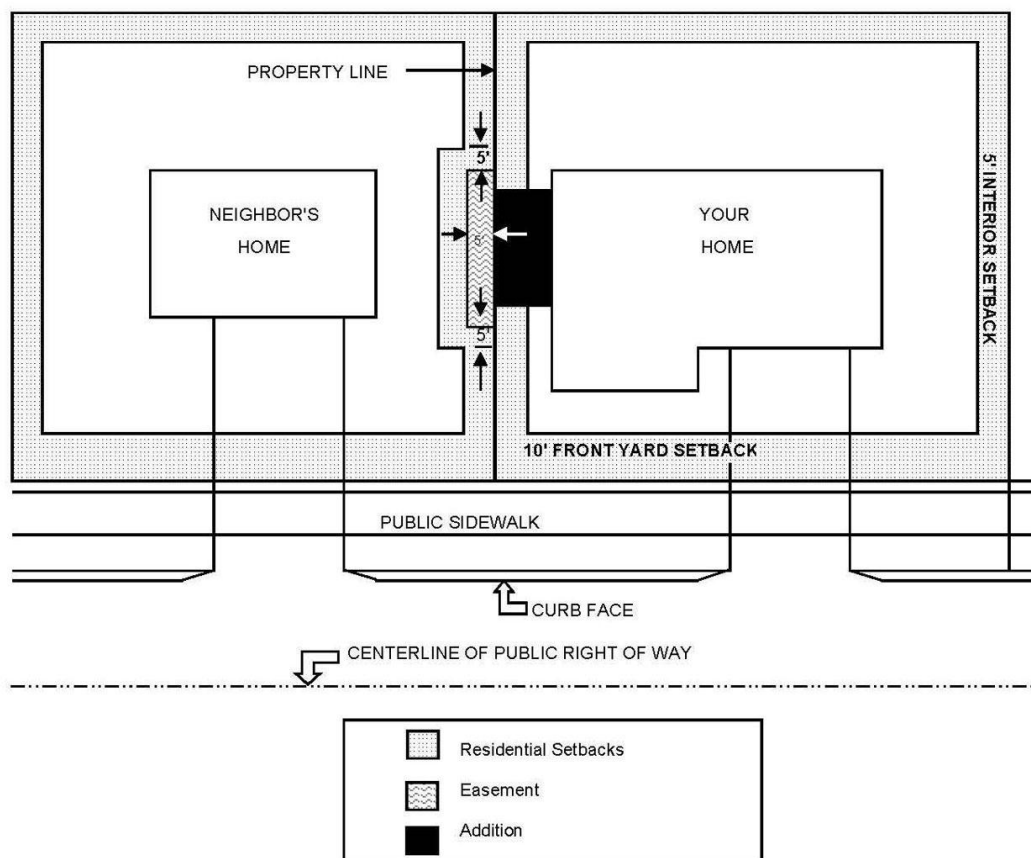 PROPERTY LINE
5'
NEIGHBOR'S
HOME
5'
YOUR
HOME
5' INTERIOR SETBACK
5'
10' FRONT YARD SETBACK
PUBLIC SIDEWALK
CURB FACE
CENTERLINE OF PUBLIC RIGHT OF WAY
Residential Setbacks
Easement
Addition